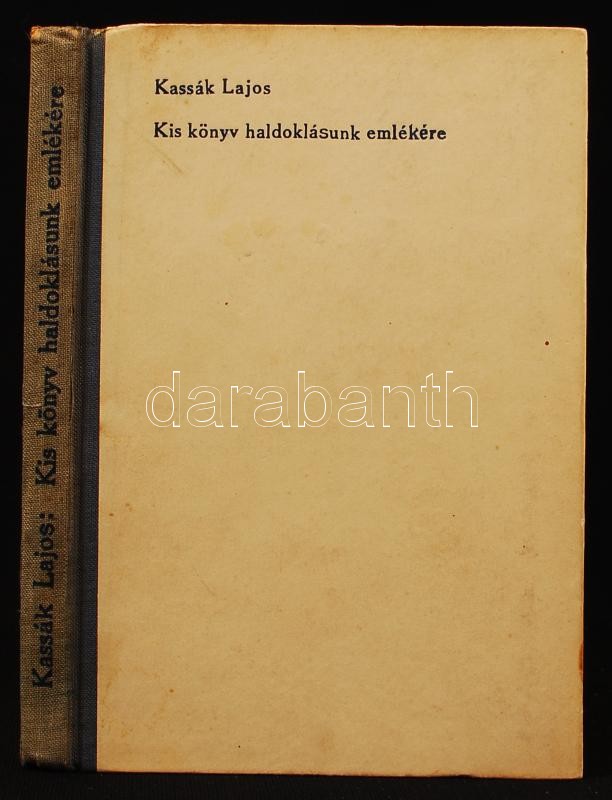 Kassák Lajos
Kis könyv haldoklásunk emlékére
Kassák Lajos: Kis könyv haldoklásunk emlékére
darabanth